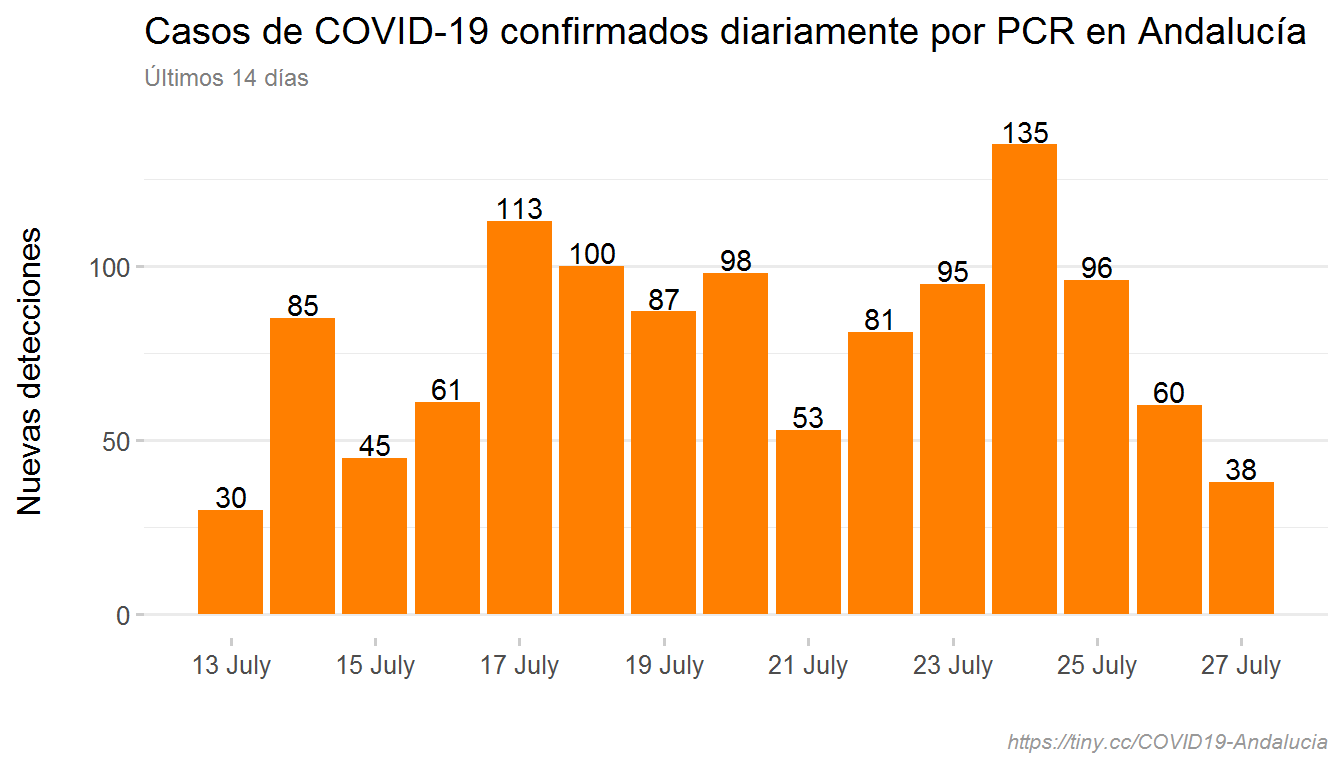 Casos de COVID-19 confirmados diariamente por PCR en Andalucía
Últimos 14 días
Nuevas detecciones
100
50
0
30
85
45
61
113
100
87
98
53
81
95
135
96
60
38
13 July
15 July
17 July
19 July
21 July
23 July
25 July
27 July
https://tiny.cc/COVID19-Andalucia